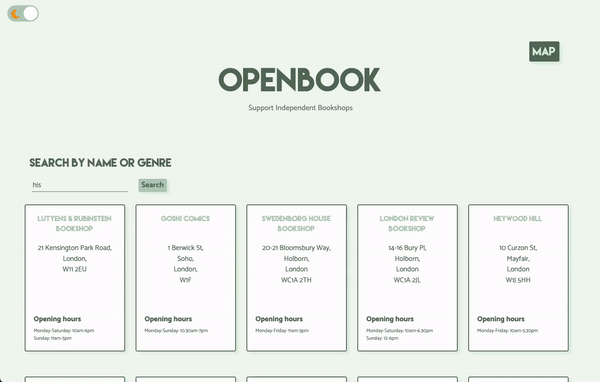 MAP
OPENBOOK
Support Independent Bookshops
SEARCH BY NAME OR GENRE
his
Search
LUTYENS & RUBINSTEIN
BOOKSHOP
21 Kensington Park Road,
London,
W11 2EU
Opening hours
Monday-Saturday: 10am-6pm
Sunday: 11am-5pm
GOSH! COMICS
1 Berwick St,
Soho,
London,
W1F
Opening hours
Monday-Sunday: 10.30am-7pm
SWEDENBORG HOUSE
BOOKSHOP
20-21 Bloomsbury Way,
Holborn,
London
WC1A 2TH
Opening hours
Monday-Friday: 11am-3pm
LONDON REVIEW
BOOKSHOP
14-16 Bury Pl,
Holborn,
London
WC1A 2JL
Opening hours
Monday-Saturday: 10am-6.30pm
Sunday: 12-6pm
HEYWOOD HILL
10 Curzon St,
Mayfair,
London
W1J 5HH
Opening hours
Monday-Friday: 10am-5.30pm